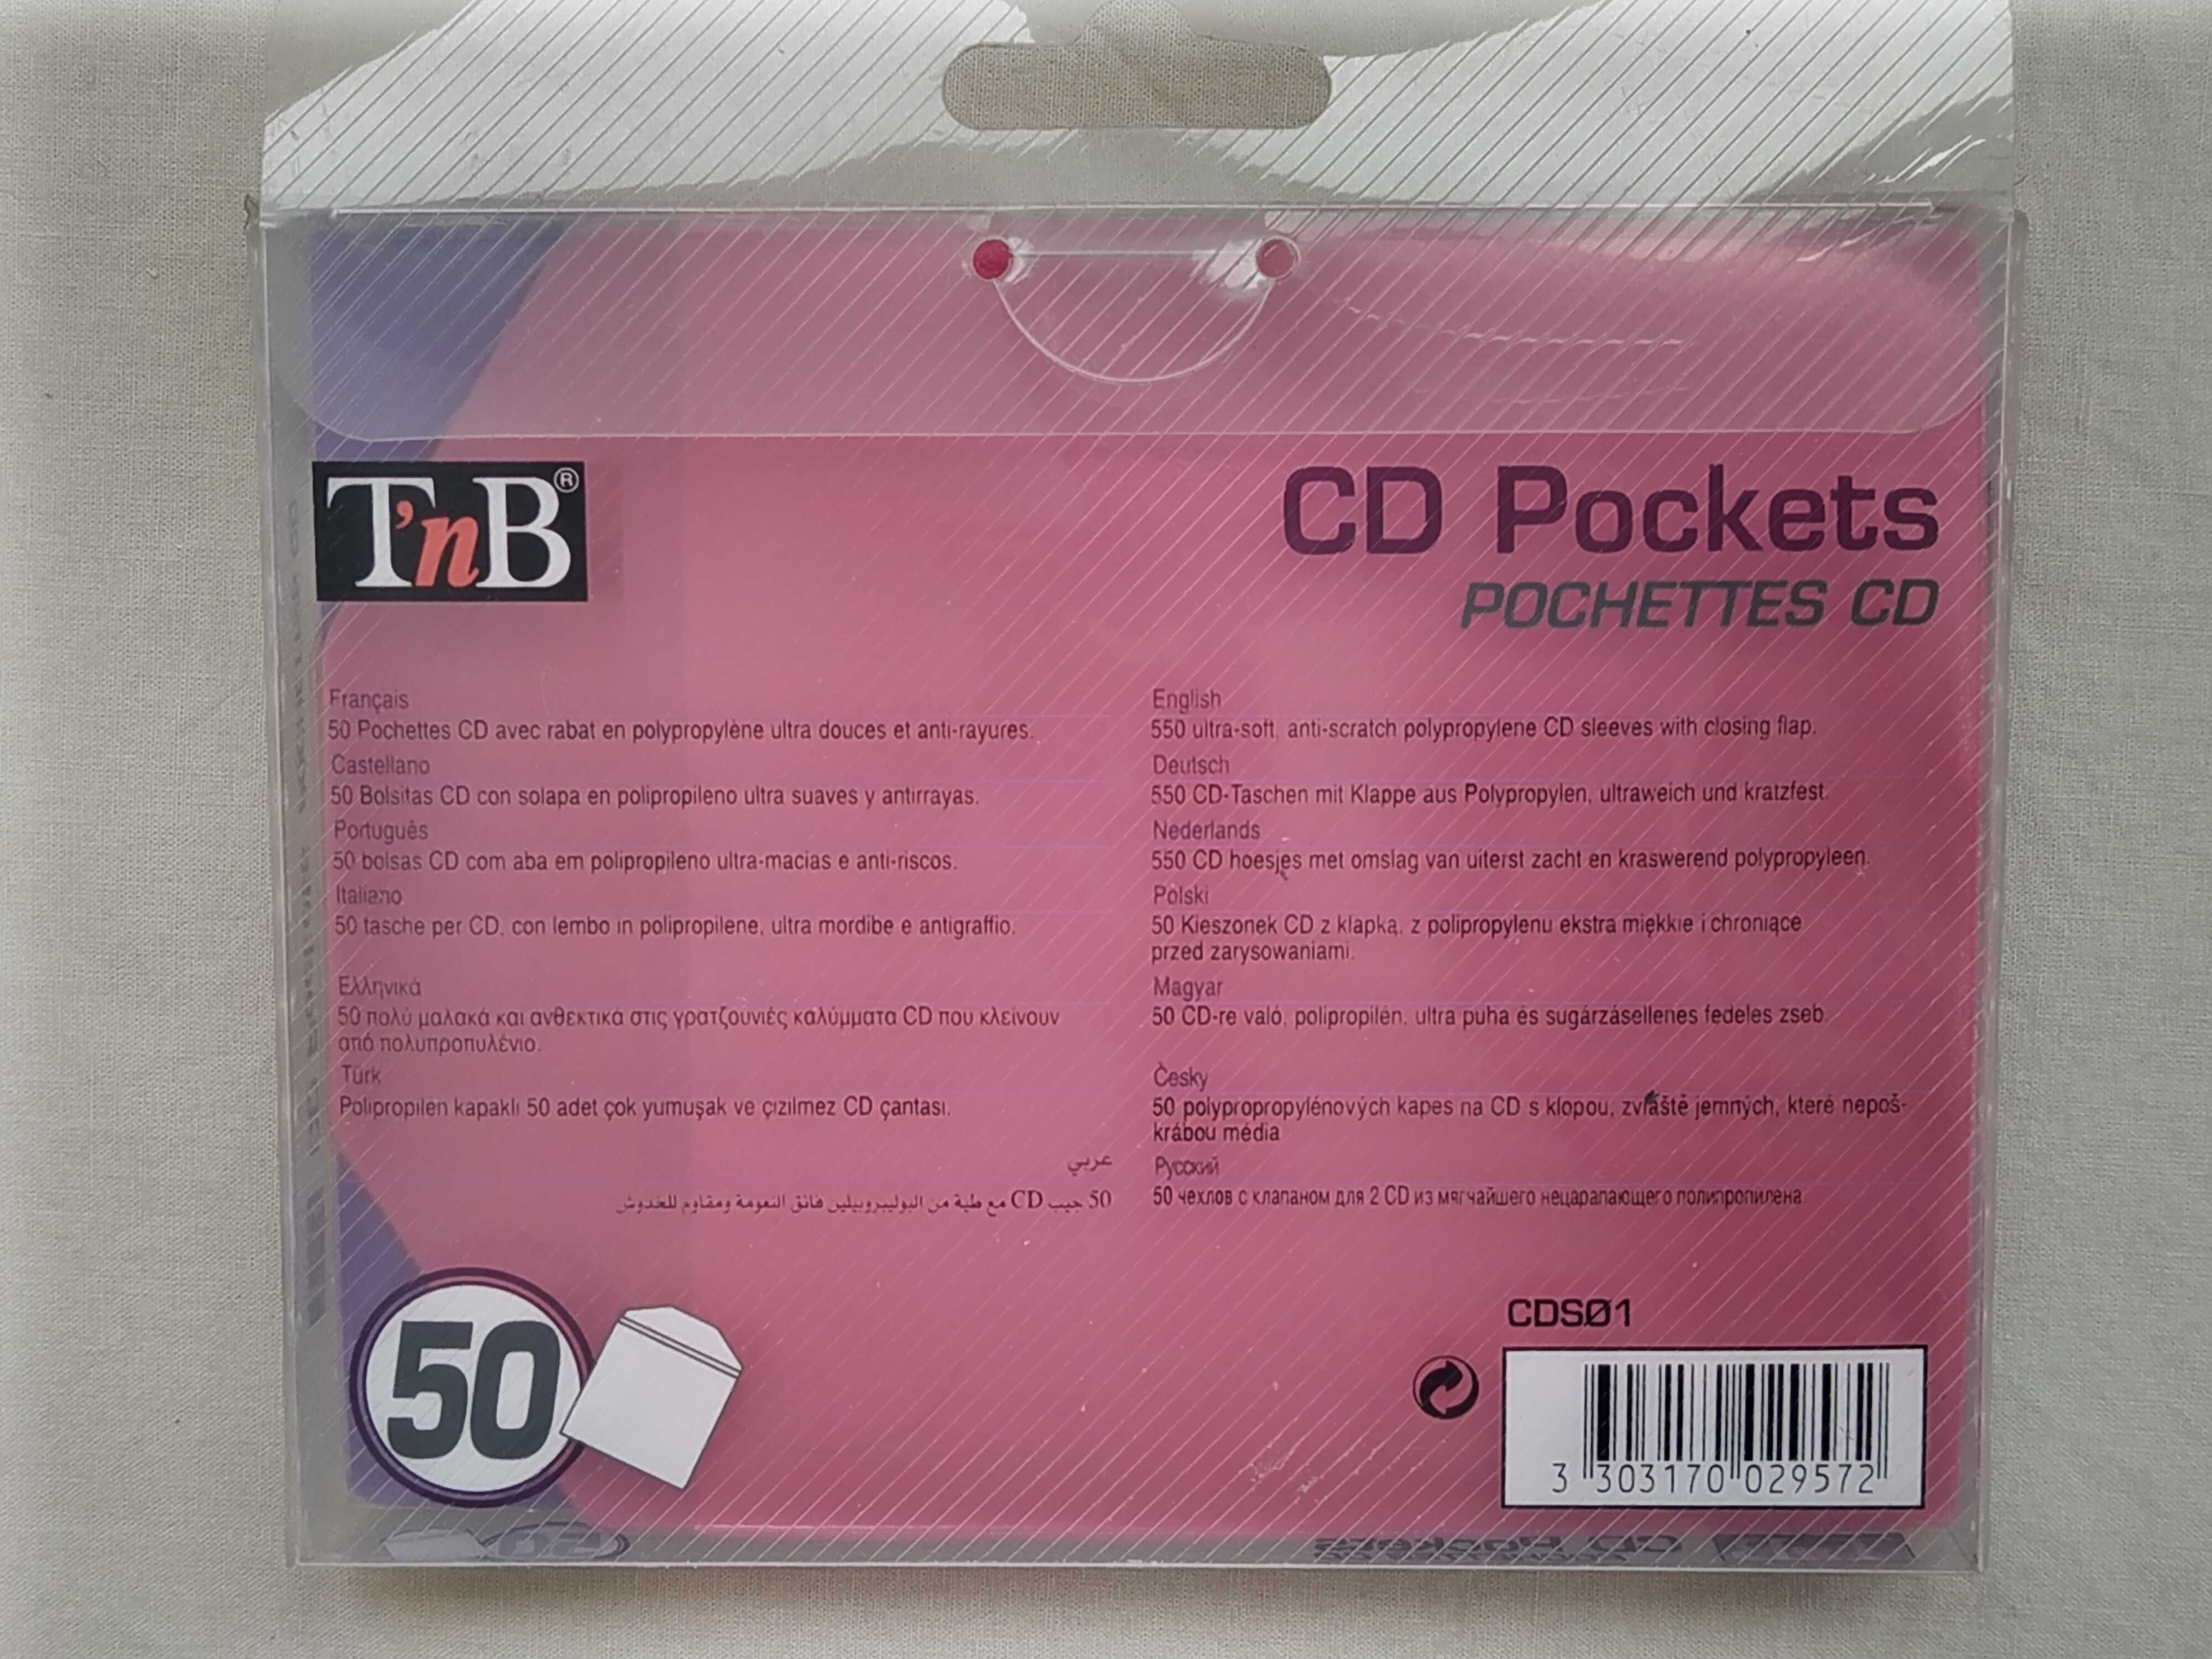 T'nB®
CD Pockets
POCHETTES CD
Français
50 Pochettes CD avec rabat en polypropylène ultra douces et anti-rayures.
Castellano
50 Bolsitas CD con solapa en polipropileno ultra suaves y antirrayas.
Português
50 bolsas CD com aba em polipropileno ultra-macias e anti-riscos.
Italiano
50 tasche per CD, con lembo in polipropilene, ultra mordibe e antigraffio.
Ελληνικά
50 πολύ μαλακά και ανθεκτικά στις γρατζουνιές καλύμματα CD που κλείνουν
από πολυπροπυλένιο.
Türk
Polipropilen kapaklı 50 adet çok yumuşak ve çızilmez CD çantası.
عربي
50 جيب CD مع طية من البوليبروبيلين فائق النعومة ومقاوم للخدوش
English
550 ultra-soft, anti-scratch polypropylene CD sleeves with closing flap.
Deutsch
550 CD-Taschen mit Klappe aus Polypropylen, ultraweich und kratzfest.
Nederlands
550 CD hoesjes met omslag van uiterst zacht en kraswerend polypropyleen.
Polski
50 Kieszonek CD z klapką, z polipropylenu ekstra miękkie i chroniące
przed zarysowaniami.
Magyar
50 CD-re való, polipropilén, ultra puha és sugárzásellenes fedeles zseb.
Česky
50 polypropropylénových kapes na CD s klopou, zvláště jemných, které nepoš-
krábou média
Русский
50 чехлов с клапаном для 2 CD из мягчайшего нецарапающего полипропилена
50
CDSØ1
3 303170 029572
CD Pockets
50